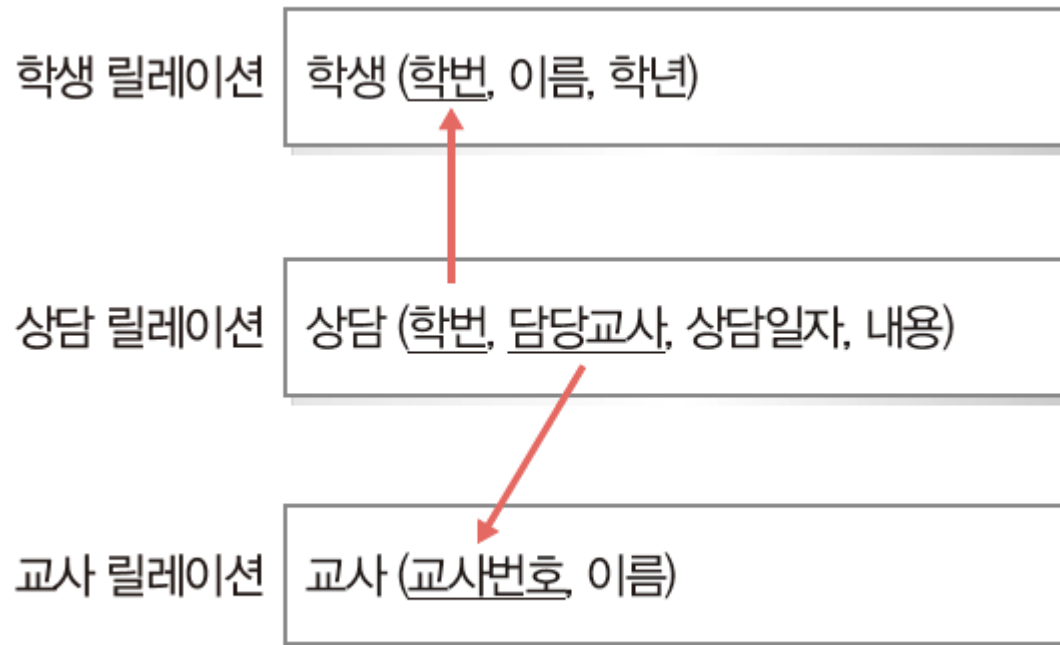 학생 릴레이션 학생 (학번, 이름, 학년)
상담 릴레이션 상담 (학번, 담당교사, 상담일자, 내용)
교사 릴레이션 교사 (교사번호, 이름)